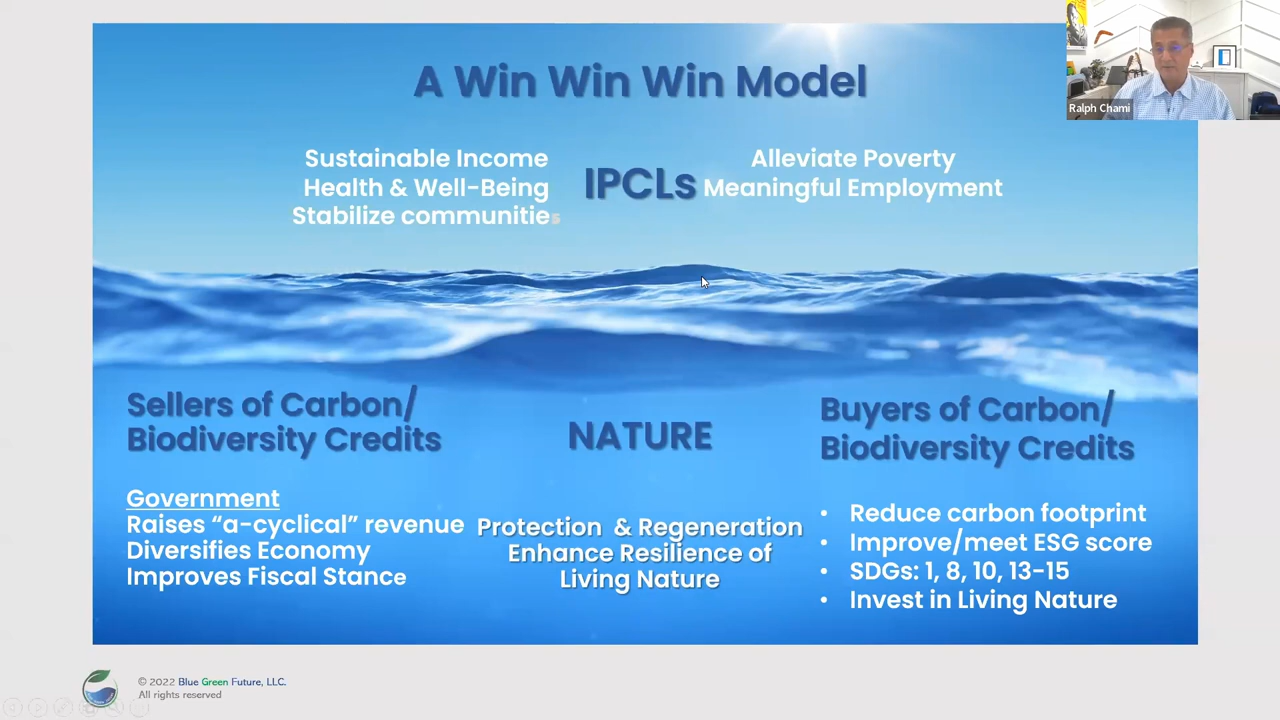 A Win Win Win Model
Ralph Chami
Sustainable Income
Health & Well-Being
Stabilize communities
IPCLs
Alleviate Poverty
Meaningful Employment
Sellers of Carbon/
Biodiversity Credits
Government
Raises “a-cyclical” revenue
Diversifies Economy
Improves Fiscal Stance
NATURE
Protection & Regeneration
Enhance Resilience of
Living Nature
Buyers of Carbon/
Biodiversity Credits
• Reduce carbon footprint
• Improve/meet ESG score
• SDGs: 1, 8, 10, 13-15
• Invest in Living Nature
© 2022 Blue Green Future, LLC.
All rights reserved